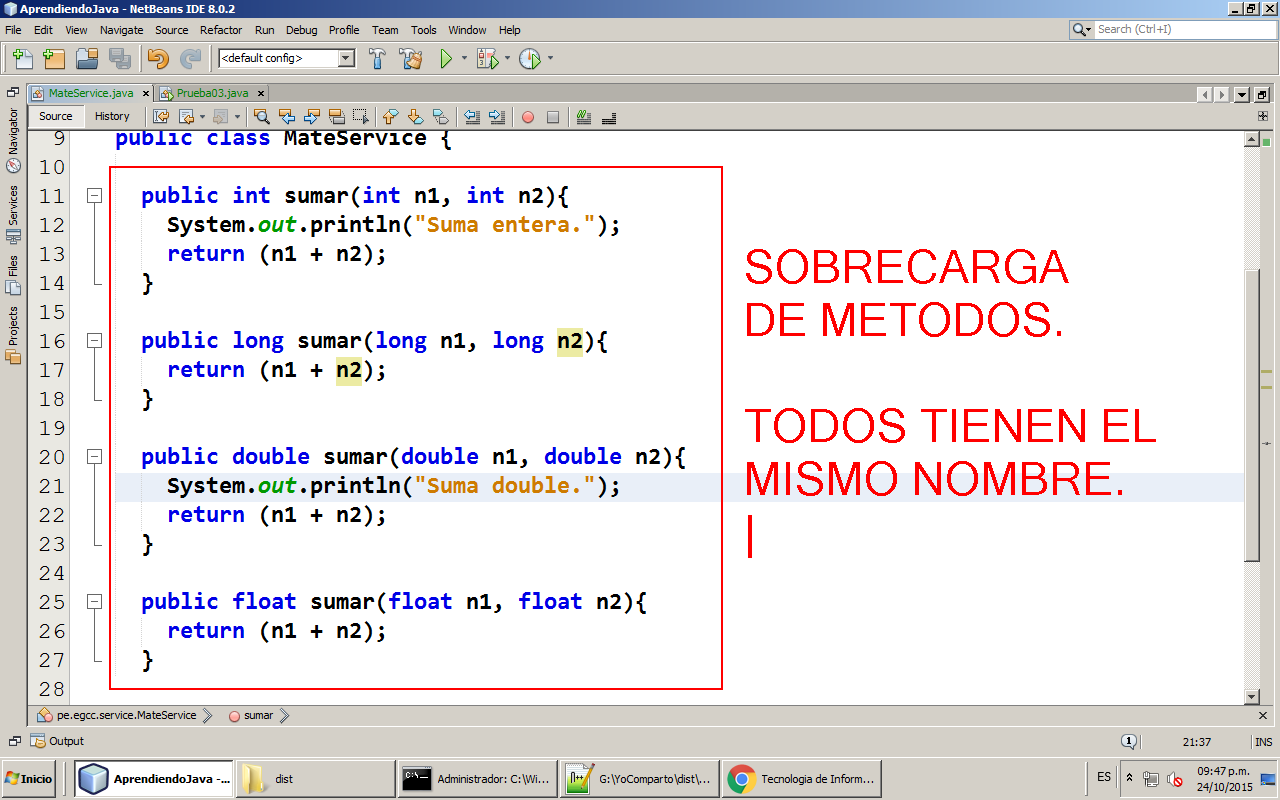 AprendiendoJava - NetBeans IDE 8.0.2
File Edit View Navigate Source Refactor Run Debug Profile Team Tools Window Help
Search (Ctrl+I)
<default config>
MateService.java Prueba03.java
Source History
Navigator
Services
Files
Projects
9 public class MateService {
10
11 public int sumar(int n1, int n2){
12 System.out.println("Suma entera.");
13 return (n1 + n2);
14 }
15
16 public long sumar(long n1, long n2){
17 return (n1 + n2);
18 }
19
20 public double sumar(double n1, double n2){
21 System.out.println("Suma double.");
22 return (n1 + n2);
23 }
24
25 public float sumar(float n1, float n2){
26 return (n1 + n2);
27 }
28
SOBRECARGA
DE METODOS.
TODOS TIENEN EL
MISMO NOMBRE.
pe.egcc.service.MateService sumar
Output
1 21:37 INS
Inicio AprendiendoJava -... dist Administrador: C:\Wi... G:\YoComparto\dist\... Tecnologia de Inform...
ES 09:47 p.m.
24/10/2015